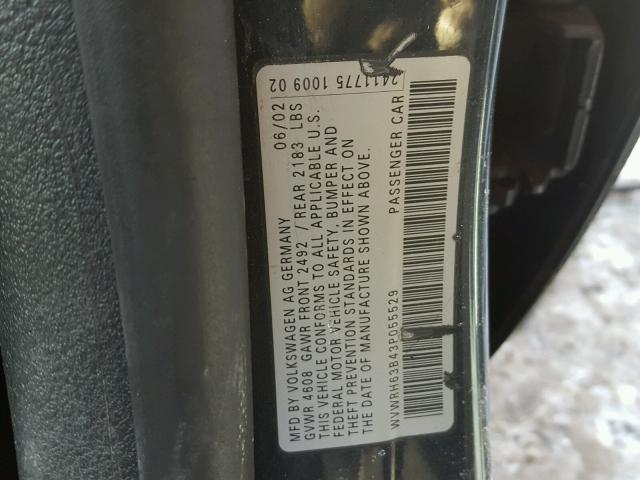 2411775 1009 02
MFD BY VOLKSWAGEN AG GERMANY 06/02
GVWR 4608 GAWR FRONT 2492 / REAR 2183 LBS
THIS VEHICLE CONFORMS TO ALL APPLICABLE U.S.
FEDERAL MOTOR VEHICLE SAFETY, BUMPER AND
THEFT PREVENTION STANDARDS IN EFFECT ON
THE DATE OF MANUFACTURE SHOWN ABOVE.
WVWRH63B43P055529 PASSENGER CAR